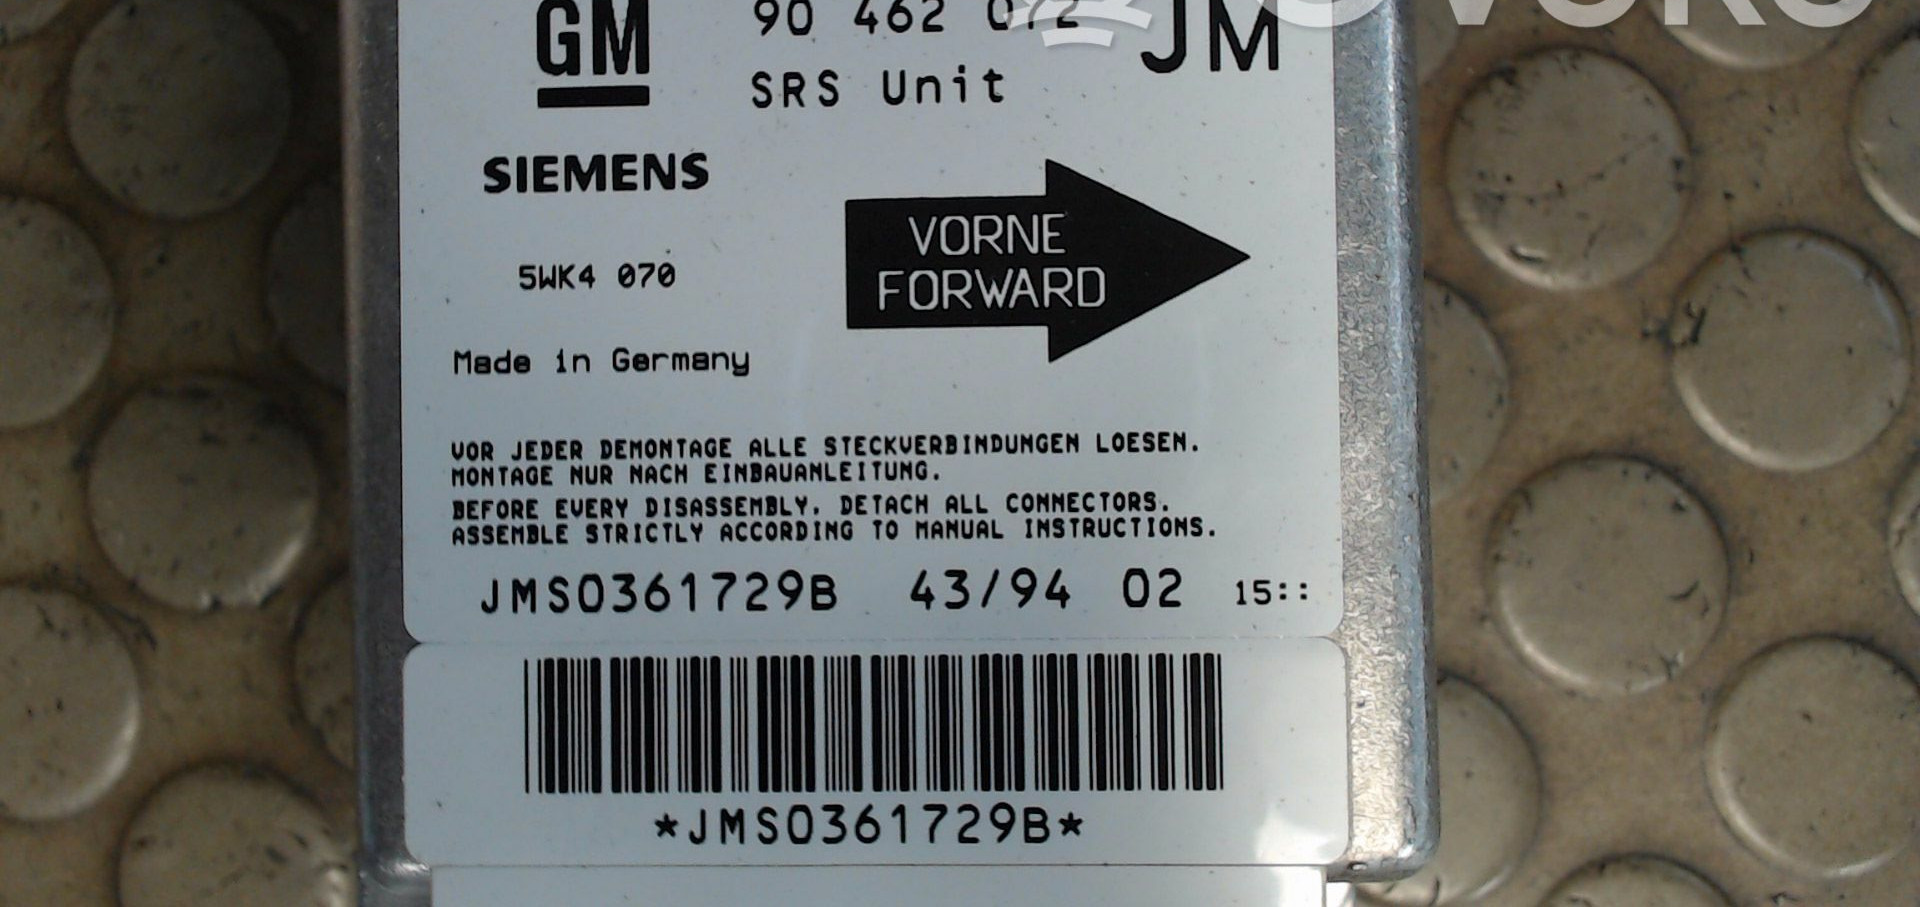 GM 90 462 072 JM
SRS Unit
SIEMENS
VORNE
FORWARD
5WK4 070
Made in Germany
VOR JEDER DEMONTAGE ALLE STECKVERBINDUNGEN LOESEN.
MONTAGE NUR NACH EINBAUANLEITUNG.
BEFORE EVERY DISASSEMBLY, DETACH ALL CONNECTORS.
ASSEMBLE STRICTLY ACCORDING TO MANUAL INSTRUCTIONS.
JMS0361729B 43/94 02 15::
*JMS0361729B*